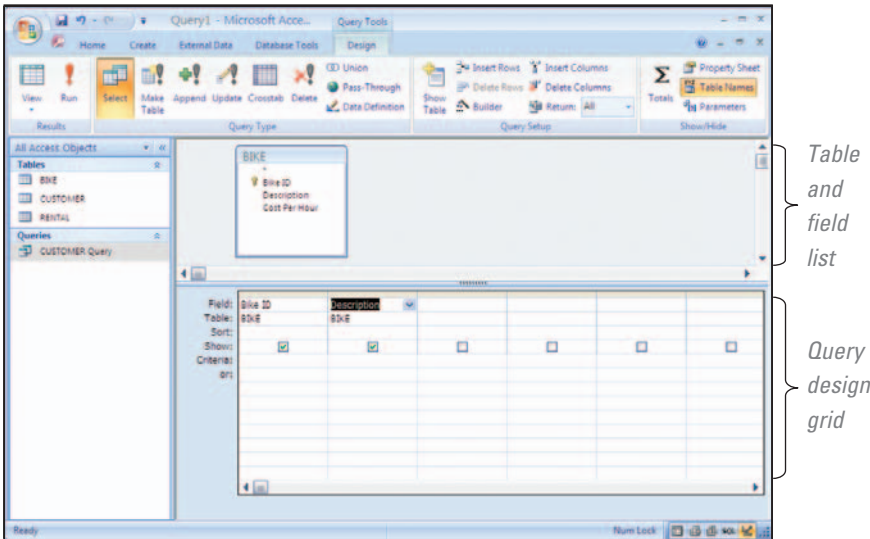 Query1 - Microsoft Acce...
Query Tools
Home Create External Data Database Tools Design
View
Run
Select
Make Table
Append
Update
Crosstab
Delete
Union
Pass-Through
Data Definition
Show Table
Insert Rows
Delete Rows
Builder
Insert Columns
Delete Columns
Return: All
Totals
Property Sheet
Table Names
Parameters
Results
Query Type
Query Setup
Show/Hide
All Access Objects
Tables
BIKE
CUSTOMER
RENTAL
Queries
CUSTOMER Query
BIKE
*
Bike ID
Description
Cost Per Hour
Table
and
field
list
Field: Bike ID Description
Table: BIKE BIKE
Sort:
Show:
Criteria:
or:
Query
design
grid
Ready
Num Lock
SQL